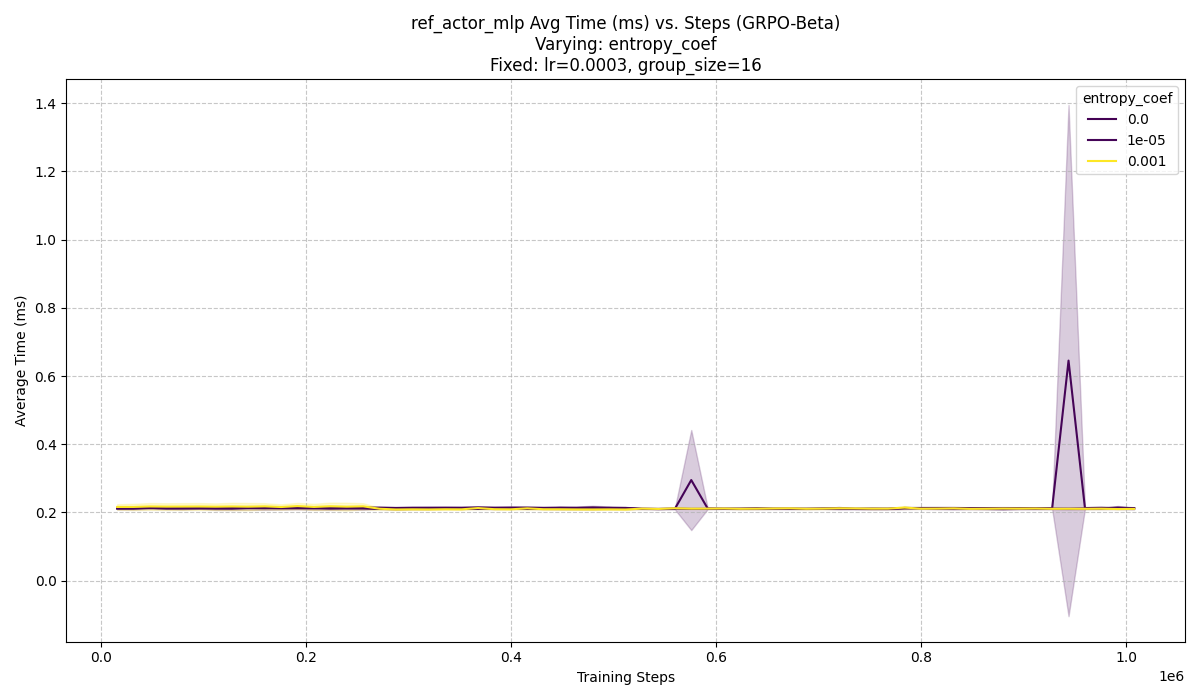 ref_actor_mlp Avg Time (ms) vs. Steps (GRPO-Beta)
Varying: entropy_coef
Fixed: lr=0.0003, group_size=16
entropy_coef
0.0
1e-05
0.001
Average Time (ms)
1.4
1.2
1.0
0.8
0.6
0.4
0.2
0.0
0.0
0.2
0.4
0.6
0.8
1.0
1e6
Training Steps